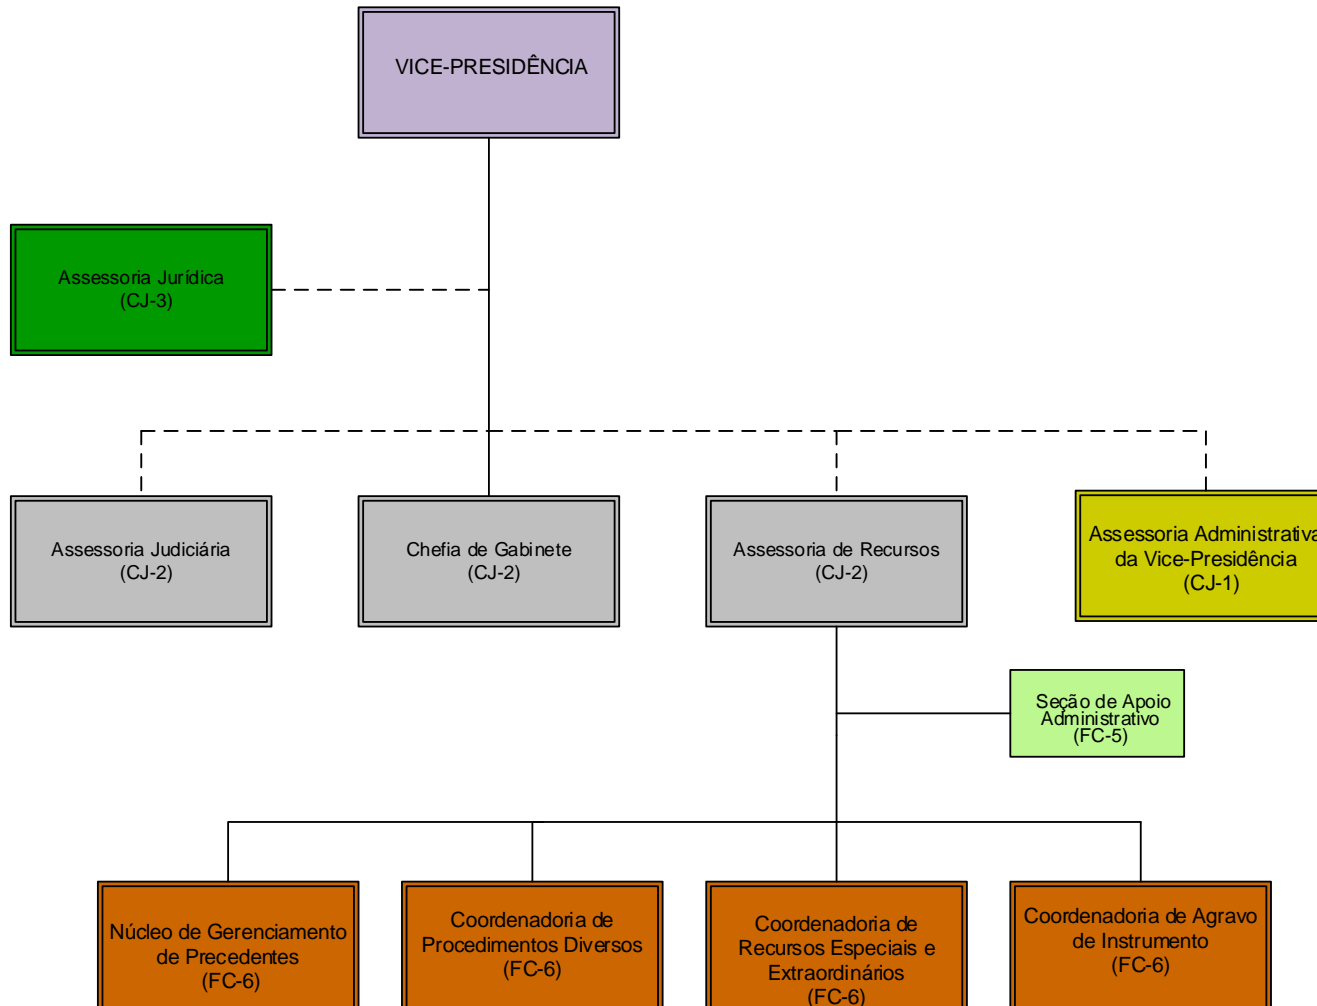 VICE-PRESIDÊNCIA
Assessoria Jurídica
(CJ-3)
Assessoria Judiciária
(CJ-2)
Chefia de Gabinete
(CJ-2)
Assessoria de Recursos
(CJ-2)
Assessoria Administrativa
da Vice-Presidência
(CJ-1)
Seção de Apoio
Administrativo
(FC-5)
Núcleo de Gerenciamento
de Precedentes
(FC-6)
Coordenadoria de
Procedimentos Diversos
(FC-6)
Coordenadoria de
Recursos Especiais e
Extraordinários
(FC-6)
Coordenadoria de Agravo
de Instrumento
(FC-6)